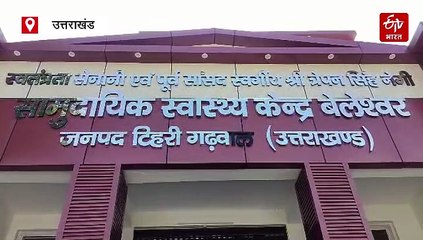 उत्तराखंड
etv भारत
स्वतंत्रता सेनानी एवं पूर्व सांसद स्वर्गीय श्री त्रेपन सिंह नेगी
सामुदायिक स्वास्थ्य केन्द्र बेलेश्वर
जनपद टिहरी गढ़वाल (उत्तराखण्ड)